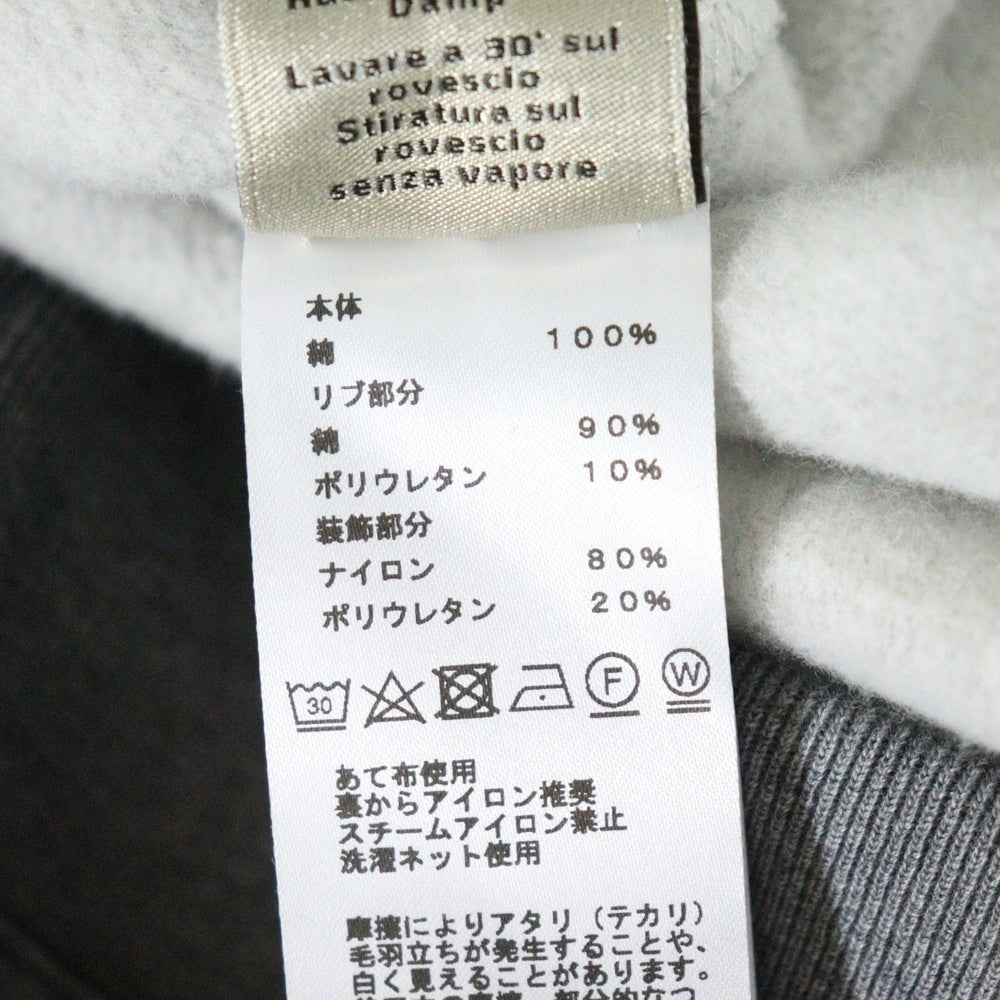 Damp
Lavare a 30° sul
rovescio
Stiratura sul
rovescio
senza vapore
本体
綿 100%
リブ部分
綿 90%
ポリウレタン 10%
装飾部分
ナイロン 80%
ポリウレタン 20%
30 F W
あて布使用
裏からアイロン推奨
スチームアイロン禁止
洗濯ネット使用
摩擦によりアタリ(テカリ)
毛羽立ちが発生することや、
白く見えることがあります。